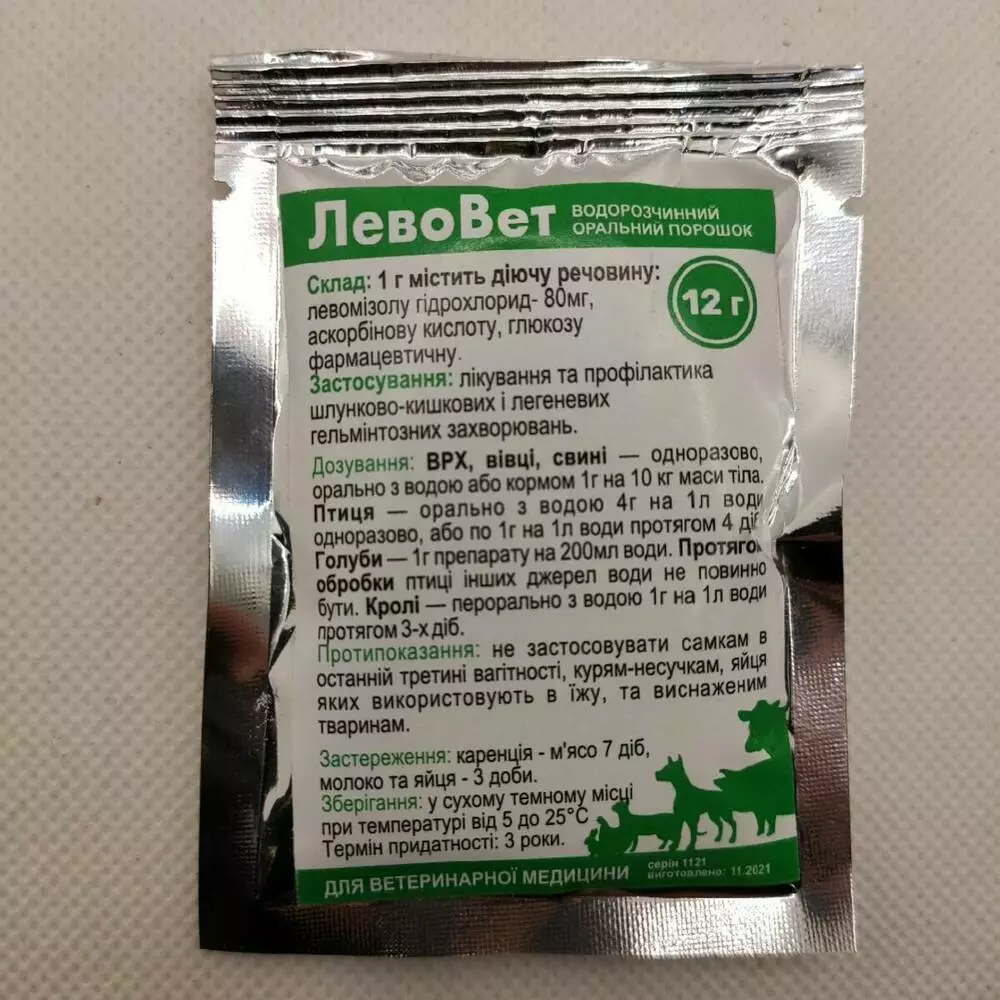 ЛевоВет
ВОДОРОЗЧИННИЙ
ОРАЛЬНИЙ ПОРОШОК
Склад: 1 г містить діючу речовину:
левомізолу гідрохлорид- 80мг,
аскорбінову кислоту, глюкозу
фармацевтичну.
12 г
Застосування: лікування та профілактика
шлунково-кишкових і легеневих
гельмінтозних захворювань.
Дозування: ВРХ, вівці, свині — одноразово,
орально з водою або кормом 1г на 10 кг маси тіла.
Птиця — орально з водою 4г на 1л води
одноразово, або по 1г на 1л води протягом 4 діб
Голуби — 1г препарату на 200мл води. Протягом
обробки птиці інших джерел води не повинно
бути. Кролі — перорально з водою 1г на 1л води
протягом 3-х діб.
Протипоказання: не застосовувати самкам в
останній третині вагітності, курям-несучкам, яйця
яких використовують в їжу, та виснаженим
тваринам.
Застереження: каренція - м'ясо 7 діб,
молоко та яйця - 3 доби.
Зберігання: у сухому темному місці
при температурі від 5 до 25°С
Термін придатності: 3 роки.
ДЛЯ ВЕТЕРИНАРНОЇ МЕДИЦИНИ
серія 1121
виготовлено: 11.2021